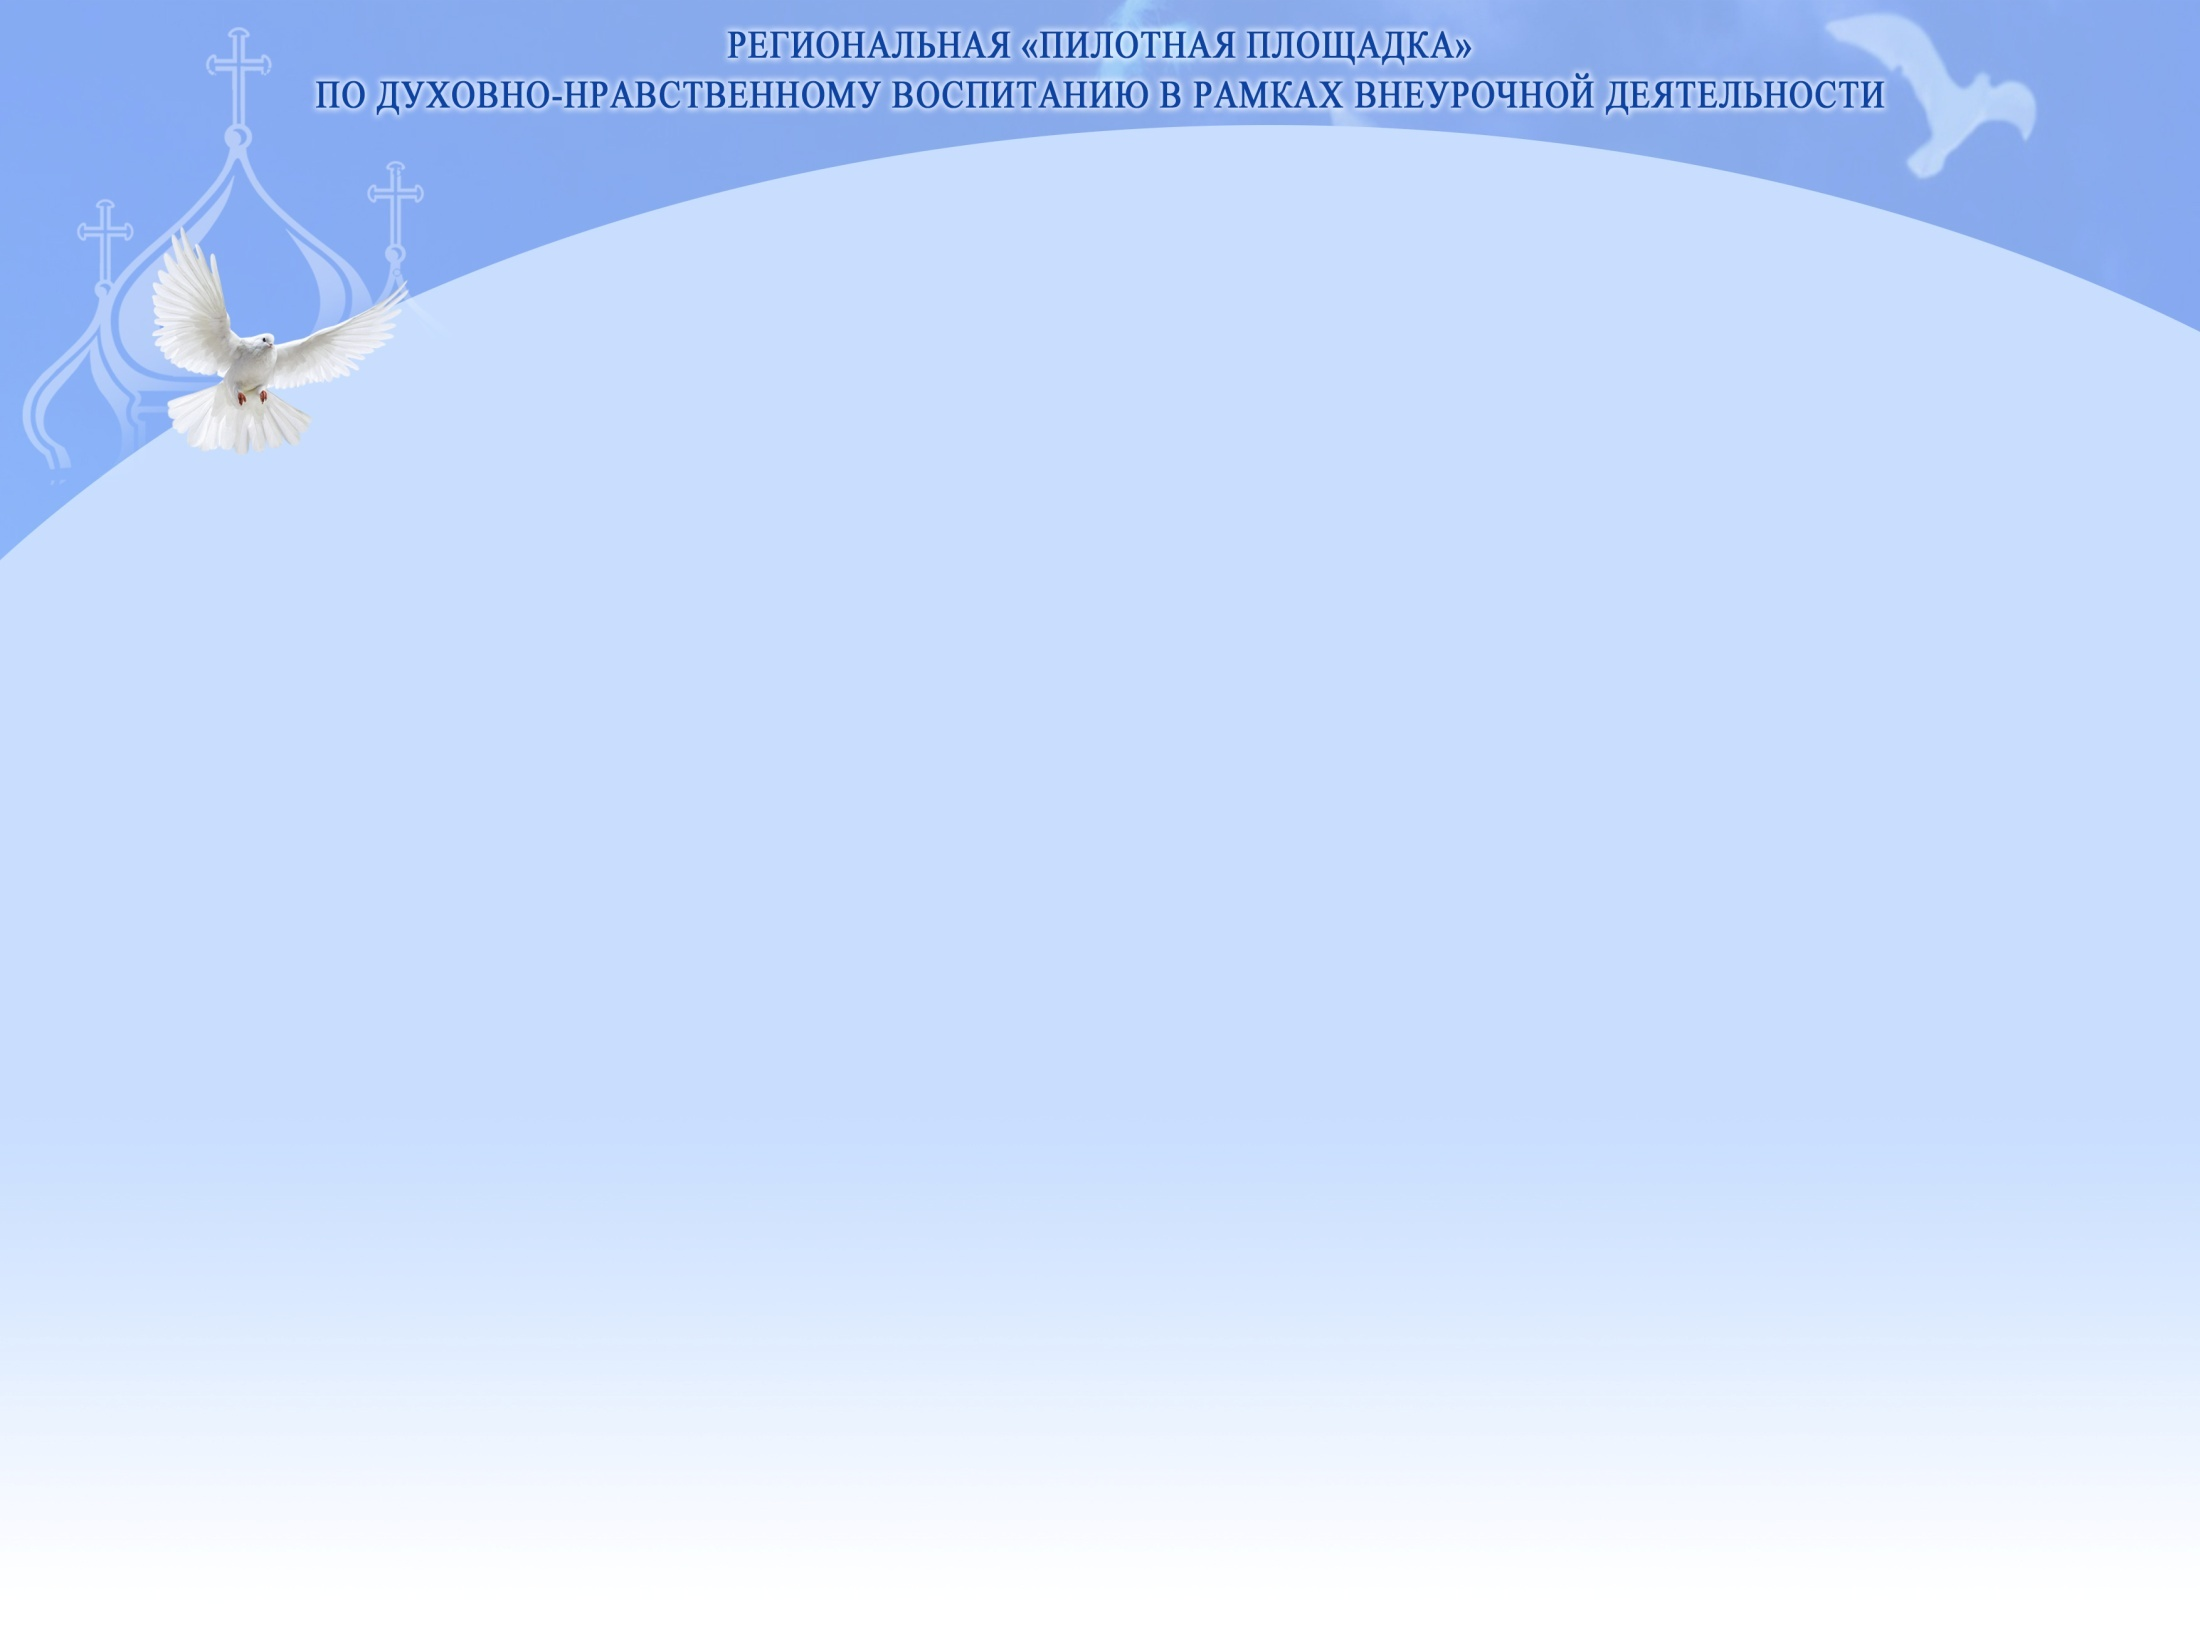 РЕГИОНАЛЬНАЯ «ПИЛОТНАЯ ПЛОЩАДКА»
ПО ДУХОВНО-НРАВСТВЕННОМУ ВОСПИТАНИЮ В РАМКАХ ВНЕУРОЧНОЙ ДЕЯТЕЛЬНОСТИ